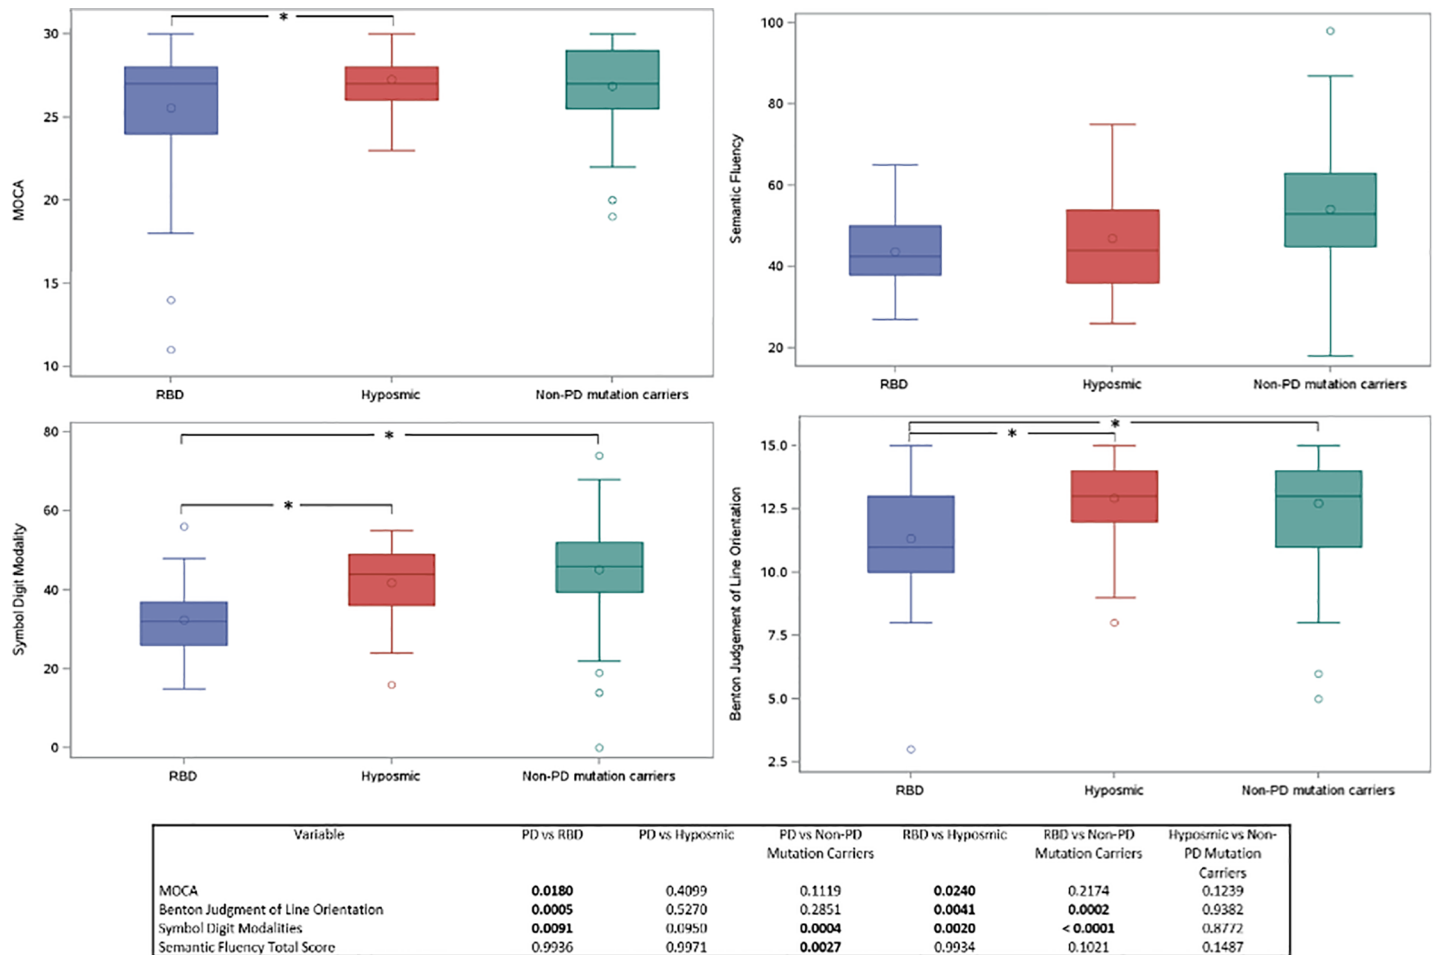 *
30
25
20
15
10
MOCA
RBD
Hyposmic
Non-PD mutation carriers
100
80
60
40
20
Semantic Fluency
RBD
Hyposmic
Non-PD mutation carriers
*
*
80
60
40
20
0
Symbol Digit Modality
RBD
Hyposmic
Non-PD mutation carriers
*
*
15.0
12.5
10.0
7.5
5.0
2.5
Benton Judgement of Line Orientation
RBD
Hyposmic
Non-PD mutation carriers
Variable PD vs RBD PD vs Hyposmic PD vs Non-PD RBD vs Hyposmic RBD vs Non-PD Hyposmic vs Non-
Mutation Carriers Mutation Carriers PD Mutation
Carriers
MOCA 0.0180 0.4099 0.1119 0.0240 0.2174 0.1239
Benton Judgment of Line Orientation 0.0005 0.5270 0.2851 0.0041 0.0002 0.9382
Symbol Digit Modalities 0.0091 0.0950 0.0004 0.0020 < 0.0001 0.8772
Semantic Fluency Total Score 0.9936 0.9971 0.0027 0.9934 0.1021 0.1487